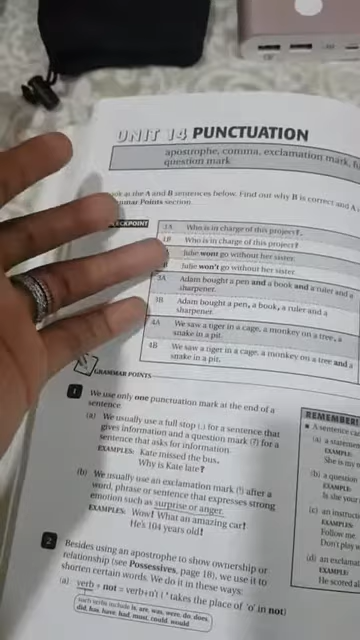 UNIT 14 PUNCTUATION
apostrophe, comma, exclamation mark,
question mark
at the A and B sentences below. Find out why B is correct and A
Points section.
1A Who is in charge of this project?.
1B Who is in charge of this project?
Julie wont go without her sister.
Julie won't go without her sister.
3A Adam bought a pen and a book and a ruler and a
sharpener.
3B Adam bought a pen, a book, a ruler and a
sharpener.
4A We saw a tiger in a cage, a monkey on a tree, a
snake in a pit.
4B We saw a tiger in a cage, a monkey on a tree and a
snake in a pit.
GRAMMAR POINTS
1 We use only one punctuation mark at the end of a
sentence.
(a) We usually use a full stop (.) for a sentence that
gives information and a question mark (?) for a
sentence that asks for information.
EXAMPLES: Kate missed the bus.
Why is Kate late?
(b) We usually use an exclamation mark (!) after a
word, phrase or sentence that expresses strong
emotion such as surprise or anger.
EXAMPLES: Wow! What an amazing car!
He's 104 years old!
2 Besides using an apostrophe to show ownership or
relationship (see Possessives, page 18), we use it to
shorten certain words. We do it in these ways:
(a) verb + not = verb+n't (' takes the place of 'o' in not)
such verbs include is, are, was, were, do, does,
did, has, have, had, must, could, would
REMEMBER!
A sentence can
(a) a statement
EXAMPLE:
She is my
(b) a question
EXAMPLE:
Is she your
(c) an instruct
EXAMPLES:
Follow me
Don't play
(d) an exclamat
EXAMPLE:
He scored al